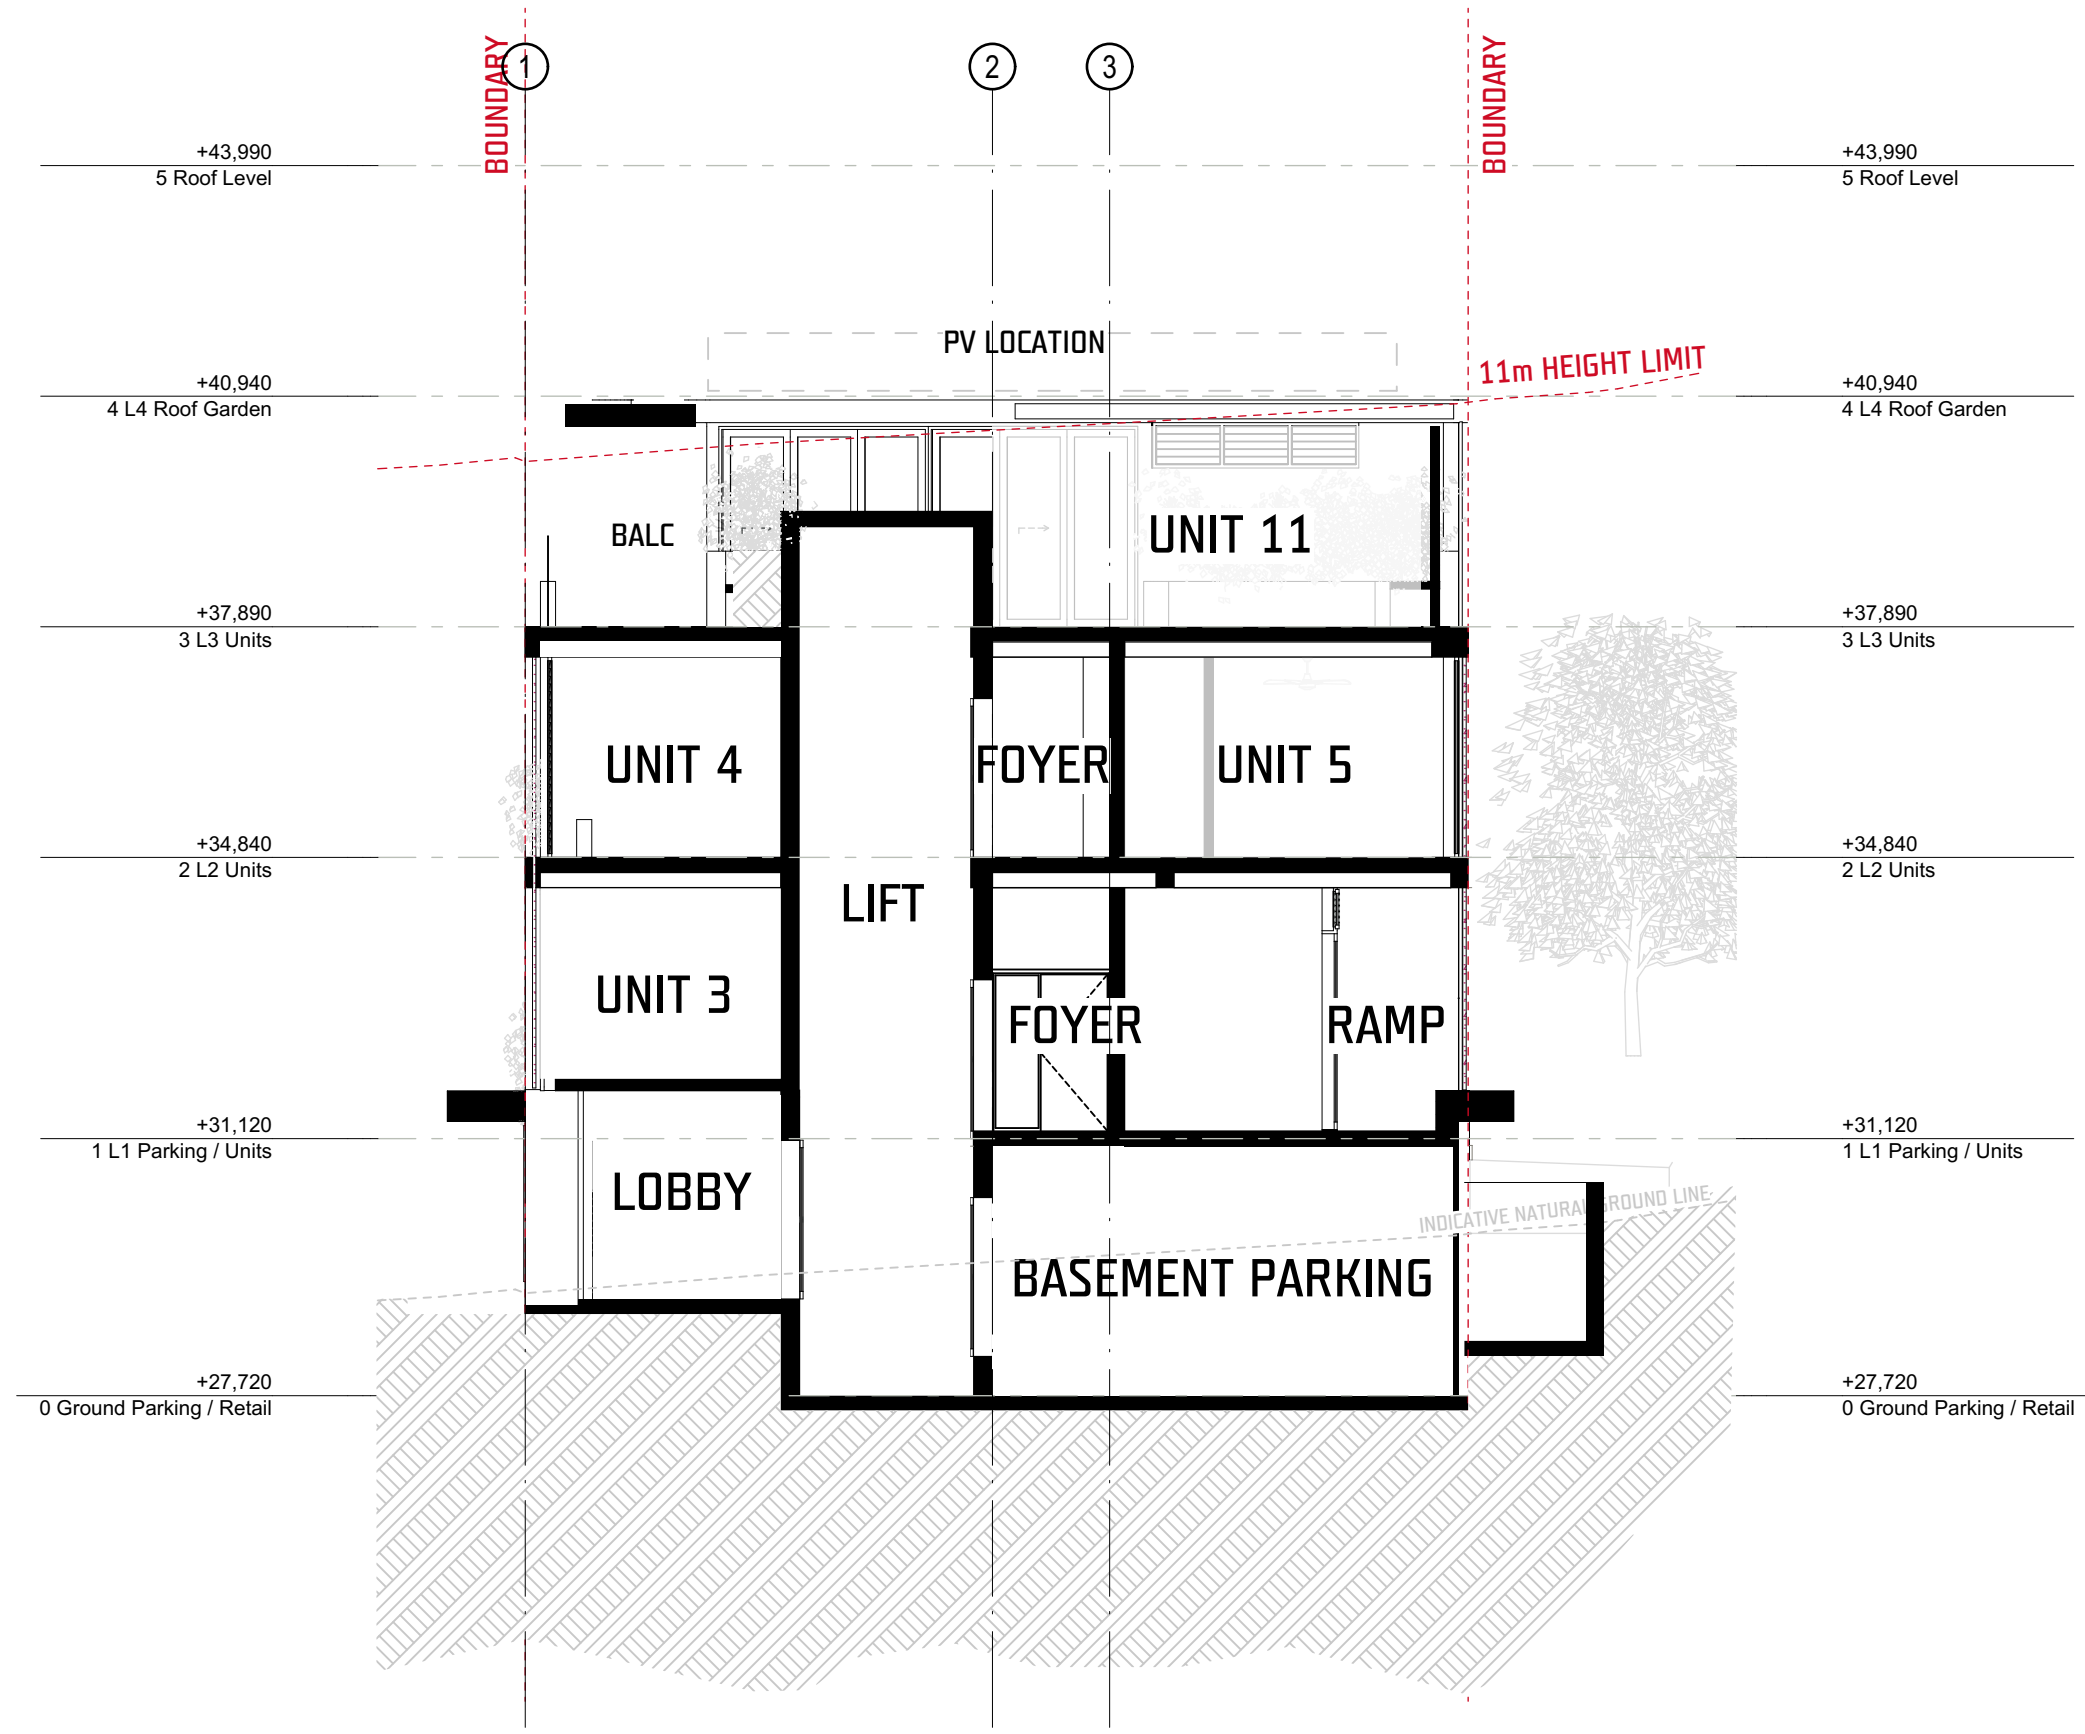 1
2
3
BOUNDARY
BOUNDARY
+43,990
5 Roof Level
+43,990
5 Roof Level
PV LOCATION
11m HEIGHT LIMIT
+40,940
4 L4 Roof Garden
+40,940
4 L4 Roof Garden
BALC
UNIT 11
+37,890
3 L3 Units
+37,890
3 L3 Units
UNIT 4
FOYER
UNIT 5
+34,840
2 L2 Units
+34,840
2 L2 Units
LIFT
UNIT 3
FOYER
RAMP
+31,120
1 L1 Parking / Units
+31,120
1 L1 Parking / Units
LOBBY
INDICATIVE NATURAL GROUND LINE
BASEMENT PARKING
+27,720
0 Ground Parking / Retail
+27,720
0 Ground Parking / Retail